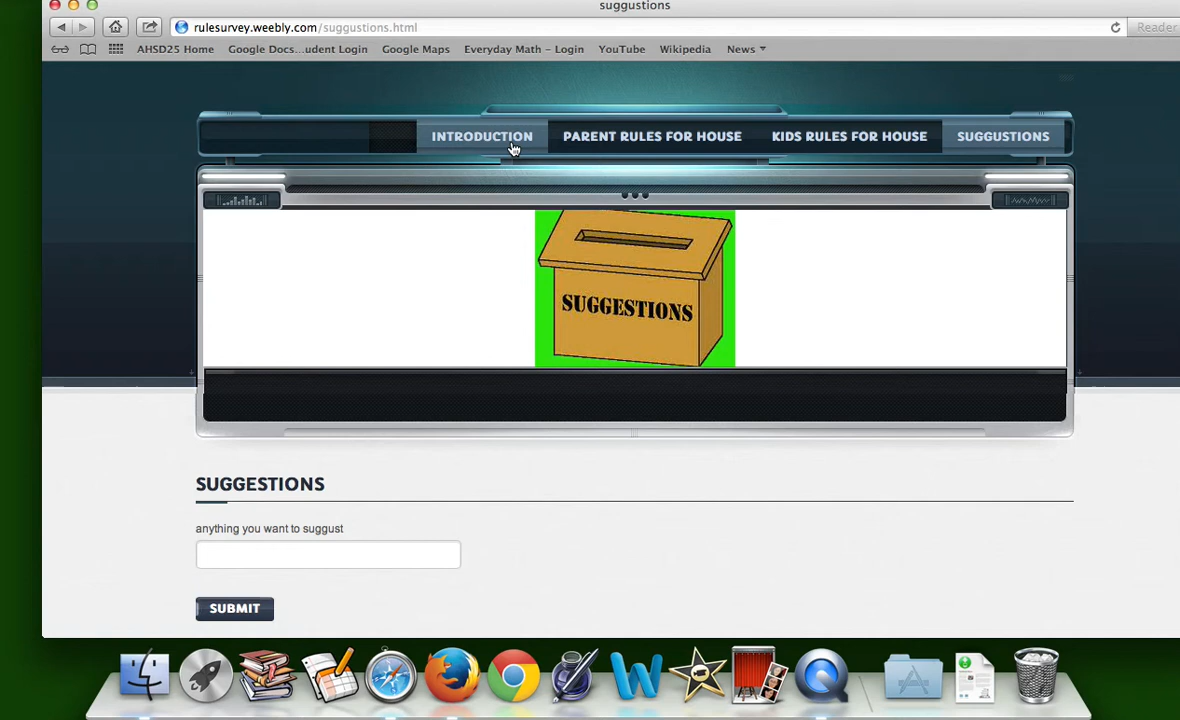 suggustions
rulesurvey.weebly.com/suggustions.html
Reader
AHSD25 Home Google Docs...udent Login Google Maps Everyday Math – Login YouTube Wikipedia News
INTRODUCTION PARENT RULES FOR HOUSE KIDS RULES FOR HOUSE SUGGUSTIONS
SUGGESTIONS
SUGGESTIONS
anything you want to suggust
SUBMIT
W